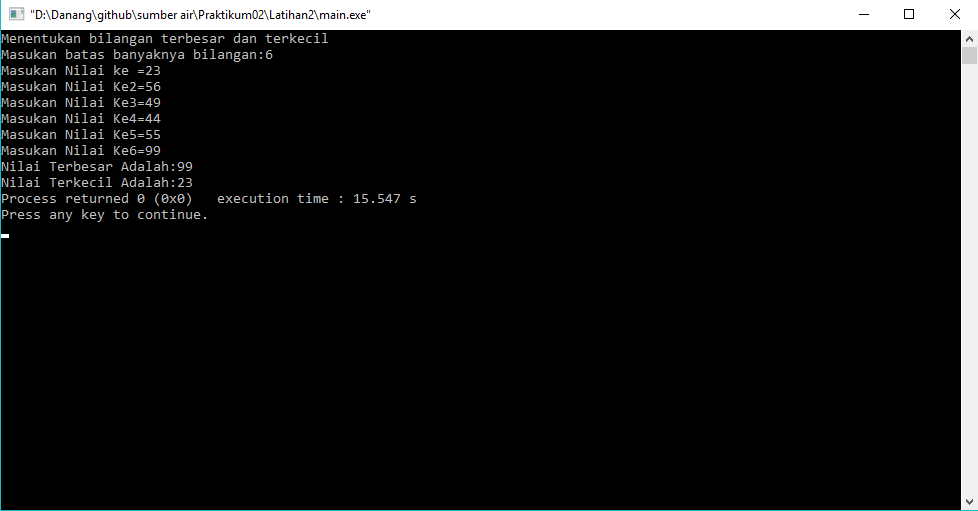 "D:\Danang\github\sumber air\Praktikum02\Latihan2\main.exe"
Menentukan bilangan terbesar dan terkecil
Masukan batas banyaknya bilangan:6
Masukan Nilai ke =23
Masukan Nilai Ke2=56
Masukan Nilai Ke3=49
Masukan Nilai Ke4=44
Masukan Nilai Ke5=55
Masukan Nilai Ke6=99
Nilai Terbesar Adalah:99
Nilai Terkecil Adalah:23
Process returned 0 (0x0)   execution time : 15.547 s
Press any key to continue.